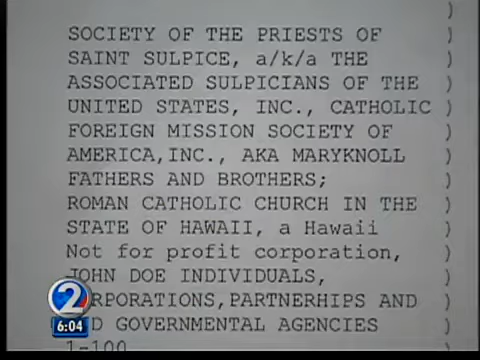 SOCIETY OF THE PRIESTS OF )
SAINT SULPICE, a/k/a THE )
ASSOCIATED SULPICIANS OF THE )
UNITED STATES, INC., CATHOLIC )
FOREIGN MISSION SOCIETY OF )
AMERICA,INC., AKA MARYKNOLL )
FATHERS AND BROTHERS; )
ROMAN CATHOLIC CHURCH IN THE )
STATE OF HAWAII, a Hawaii )
Not for profit corporation, )
JOHN DOE INDIVIDUALS, )
CORPORATIONS,PARTNERHIPS AND )
GOVERNMENTAL AGENCIES )
1-100
2
6:04